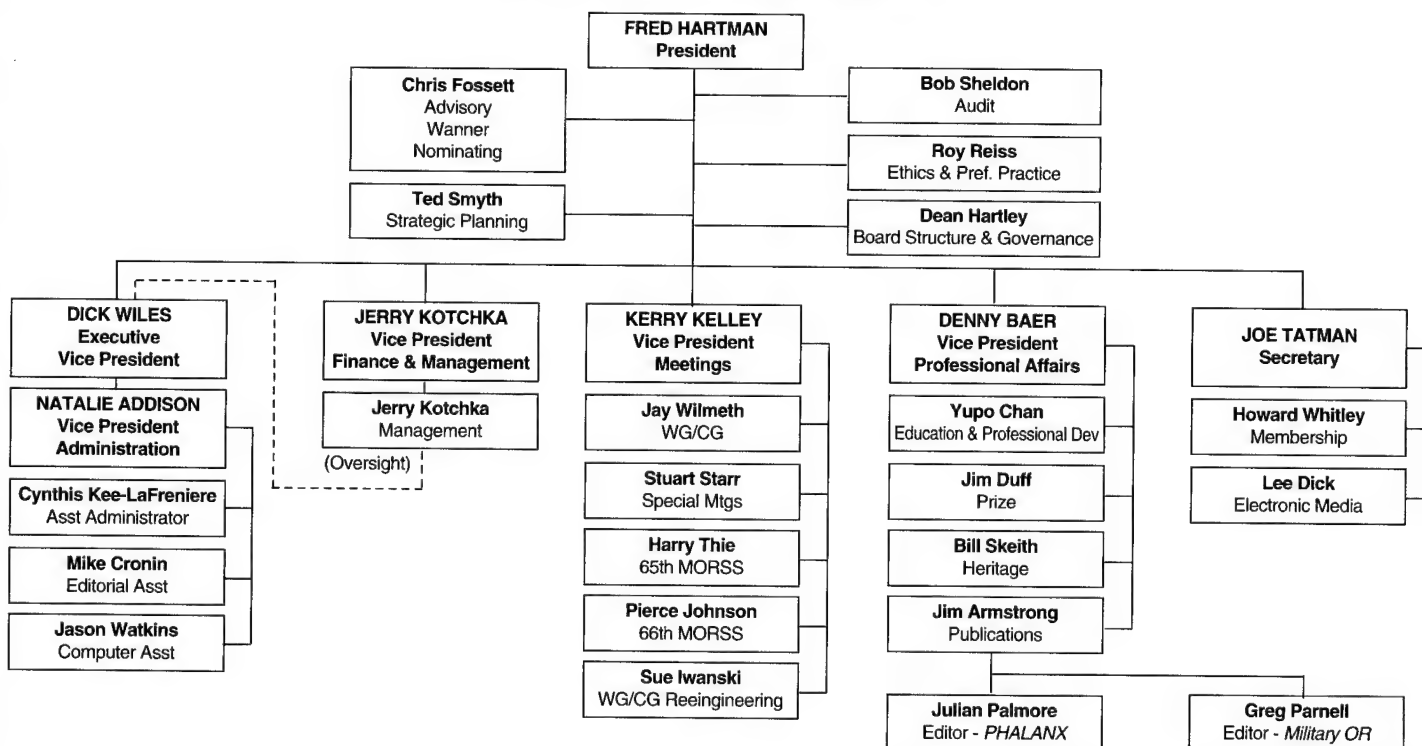 FRED HARTMAN
President
Chris Fossett
Advisory
Wanner
Nominating
Ted Smyth
Strategic Planning
Bob Sheldon
Audit
Roy Reiss
Ethics & Pref. Practice
Dean Hartley
Board Structure & Governance
DICK WILES
Executive
Vice President
NATALIE ADDISON
Vice President
Administration
Cynthis Kee-LaFreniere
Asst Administrator
Mike Cronin
Editorial Asst
Jason Watkins
Computer Asst
JERRY KOTCHKA
Vice President
Finance & Management
Jerry Kotchka
Management
(Oversight)
KERRY KELLEY
Vice President
Meetings
Jay Wilmeth
WG/CG
Stuart Starr
Special Mtgs
Harry Thie
65th MORSS
Pierce Johnson
66th MORSS
Sue Iwanski
WG/CG Reeingineering
DENNY BAER
Vice President
Professional Affairs
Yupo Chan
Education & Professional Dev
Jim Duff
Prize
Bill Skeith
Heritage
Jim Armstrong
Publications
Julian Palmore
Editor - PHALANX
Greg Parnell
Editor - Military OR
JOE TATMAN
Secretary
Howard Whitley
Membership
Lee Dick
Electronic Media